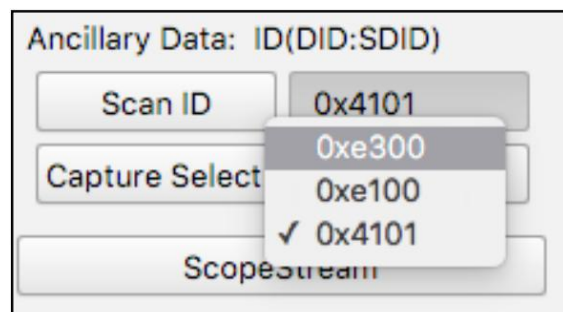 Ancillary Data: ID(DID:SDID)
Scan ID 0x4101
0xe300
Capture Select
0xe100
✓ 0x4101
ScopeStream